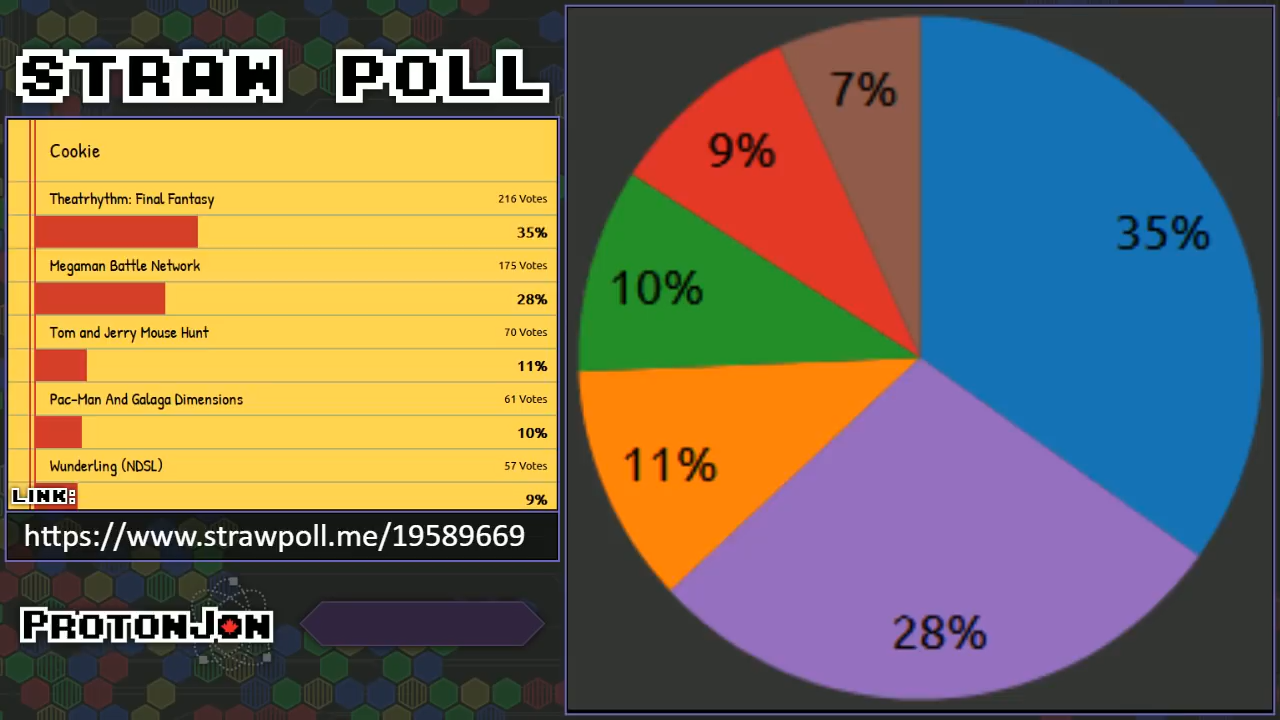 STRAW POLL
Cookie
Theatrhythm: Final Fantasy 216 Votes
35%
Megaman Battle Network 175 Votes
28%
Tom and Jerry Mouse Hunt 70 Votes
11%
Pac-Man And Galaga Dimensions 61 Votes
10%
Wunderling (NDSL) 57 Votes
9%
LINK:
https://www.strawpoll.me/19589669
PROTONJON
7%
9%
35%
10%
11%
28%